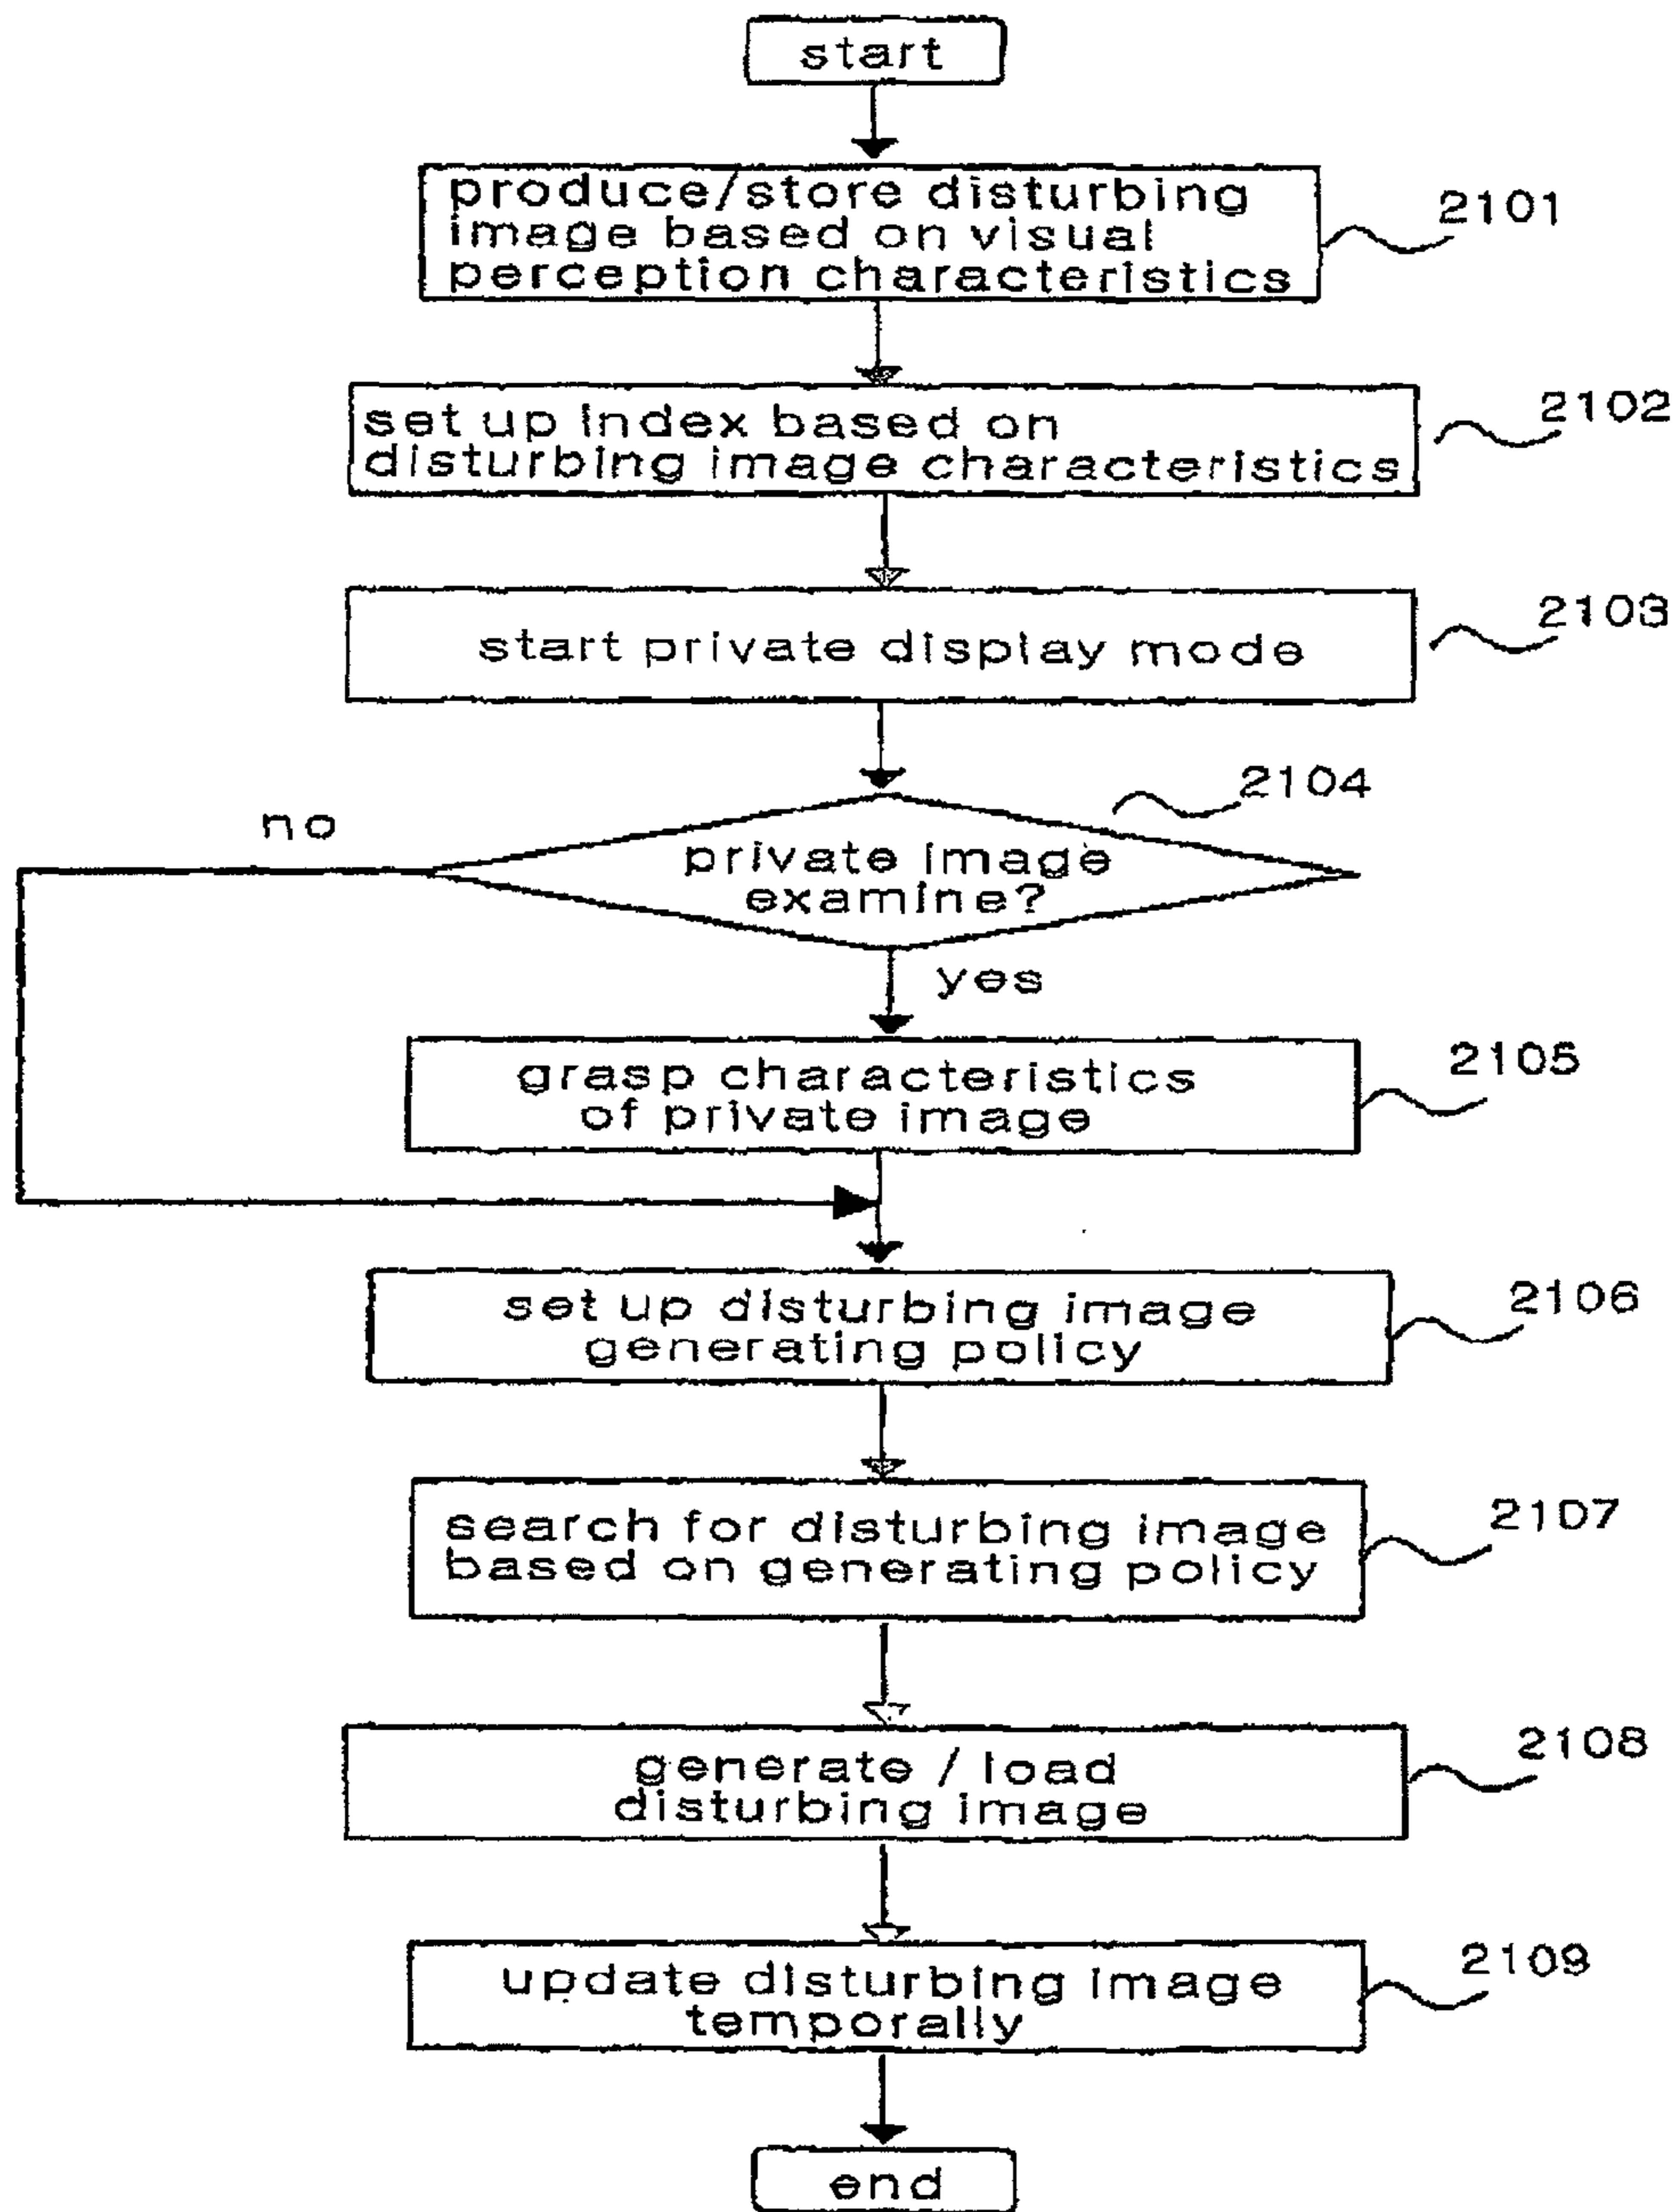 start
produce/store disturbing
image based on visual
perception characteristics
2101
set up index based on
disturbing image characteristics
2102
start private display mode
2103
2104
no
private image
examine?
yes
grasp characteristics
of private image
2105
set up disturbing image
generating policy
2106
search for disturbing image
based on generating policy
2107
generate / load
disturbing image
2108
update disturbing image
temporally
2109
end